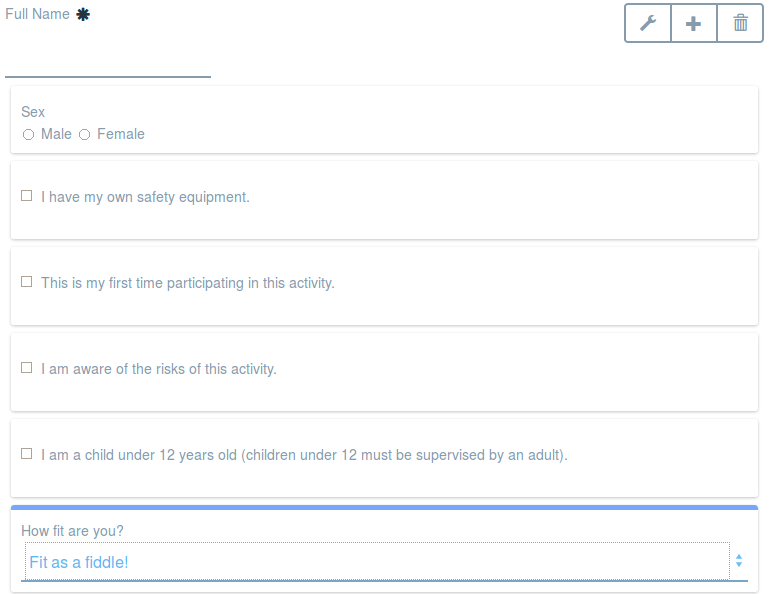 Full Name ✱
Sex
Male Female
I have my own safety equipment.
This is my first time participating in this activity.
I am aware of the risks of this activity.
I am a child under 12 years old (children under 12 must be supervised by an adult).
How fit are you?
Fit as a fiddle!